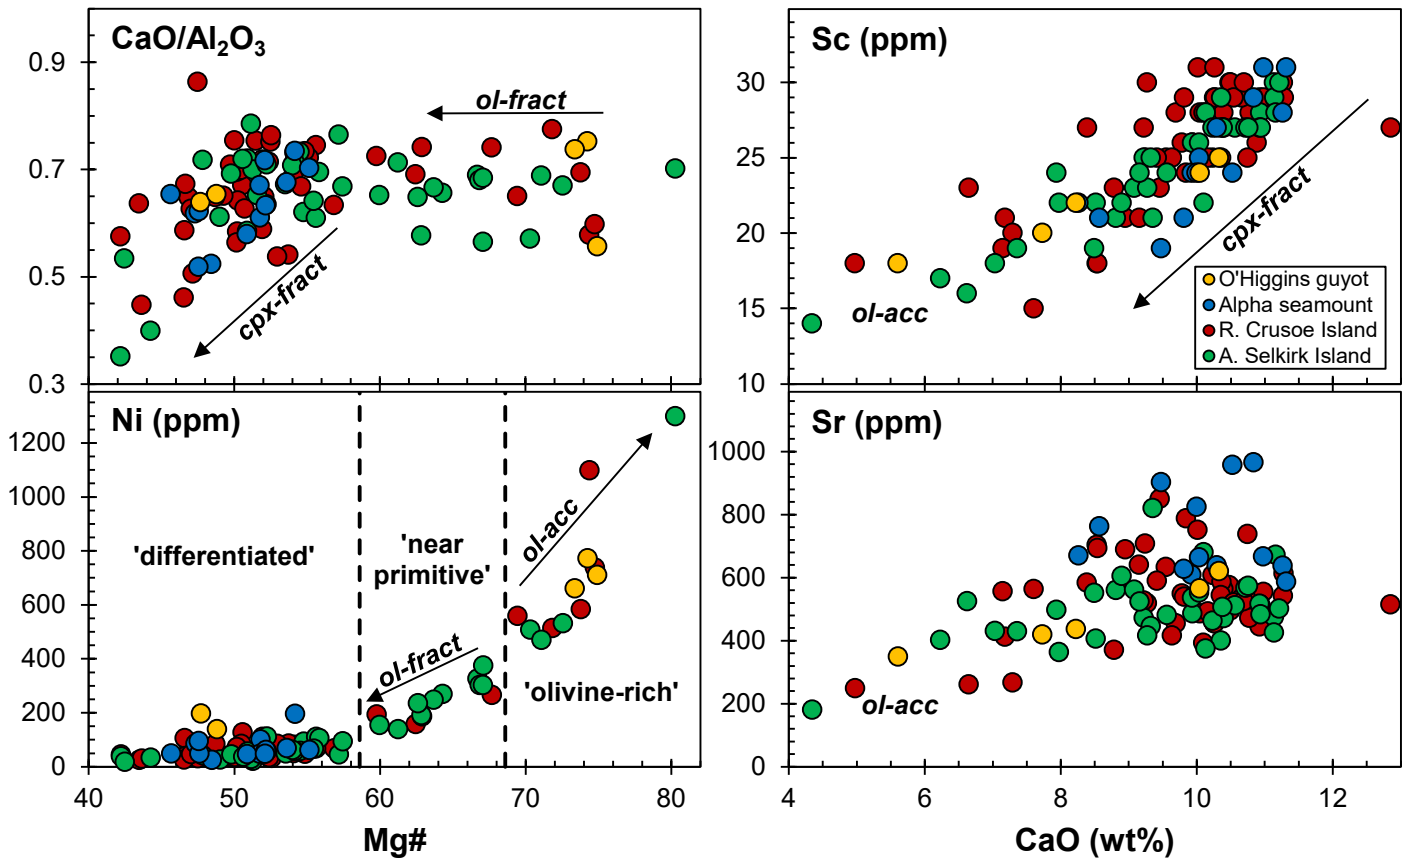 CaO/Al₂O₃
0.9
0.7
0.5
0.3
ol-fract
cpx-fract
Sc (ppm)
30
25
20
15
10
cpx-fract
ol-acc
O'Higgins guyot
Alpha seamount
R. Crusoe Island
A. Selkirk Island
Ni (ppm)
1200
1000
800
600
400
200
0
'differentiated'
'near
primitive'
'olivine-rich'
ol-fract
ol-acc
40
50
60
70
80
Mg#
Sr (ppm)
1000
800
600
400
200
0
ol-acc
4
6
8
10
12
CaO (wt%)